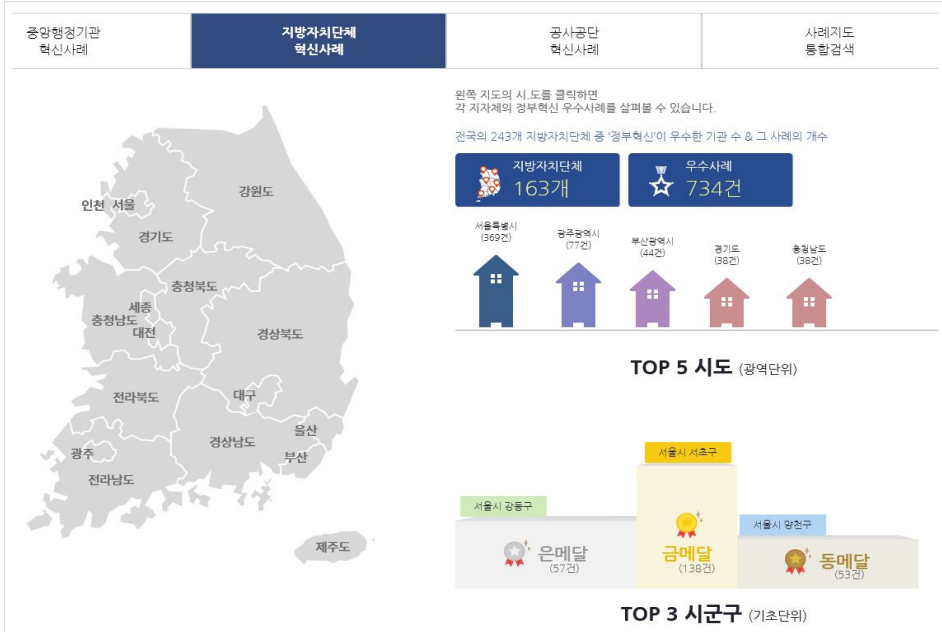 중앙행정기관
혁신사례
지방자치단체
혁신사례
공사공단
혁신사례
사례지도
통합검색
왼쪽 지도의 시.도를 클릭하면
각 지자체의 정부혁신 우수사례를 살펴볼 수 있습니다.
전국의 243개 지방자치단체 중 '정부혁신'이 우수한 기관 수 & 그 사례의 개수
지방자치단체
163개
우수사례
734건
서울특별시
(369건)
광주광역시
(77건)
부산광역시
(44건)
경기도
(38건)
충청남도
(38건)
TOP 5 시도 (광역단위)
강원도
인천 서울
경기도
충청북도
세종
충청남도
대전
경상북도
전라북도
대구
울산
경상남도
광주
부산
전라남도
제주도
서울시 서초구
서울시 강동구
서울시 양천구
은메달
(57건)
금메달
(138건)
동메달
(53건)
TOP 3 시군구 (기초단위)